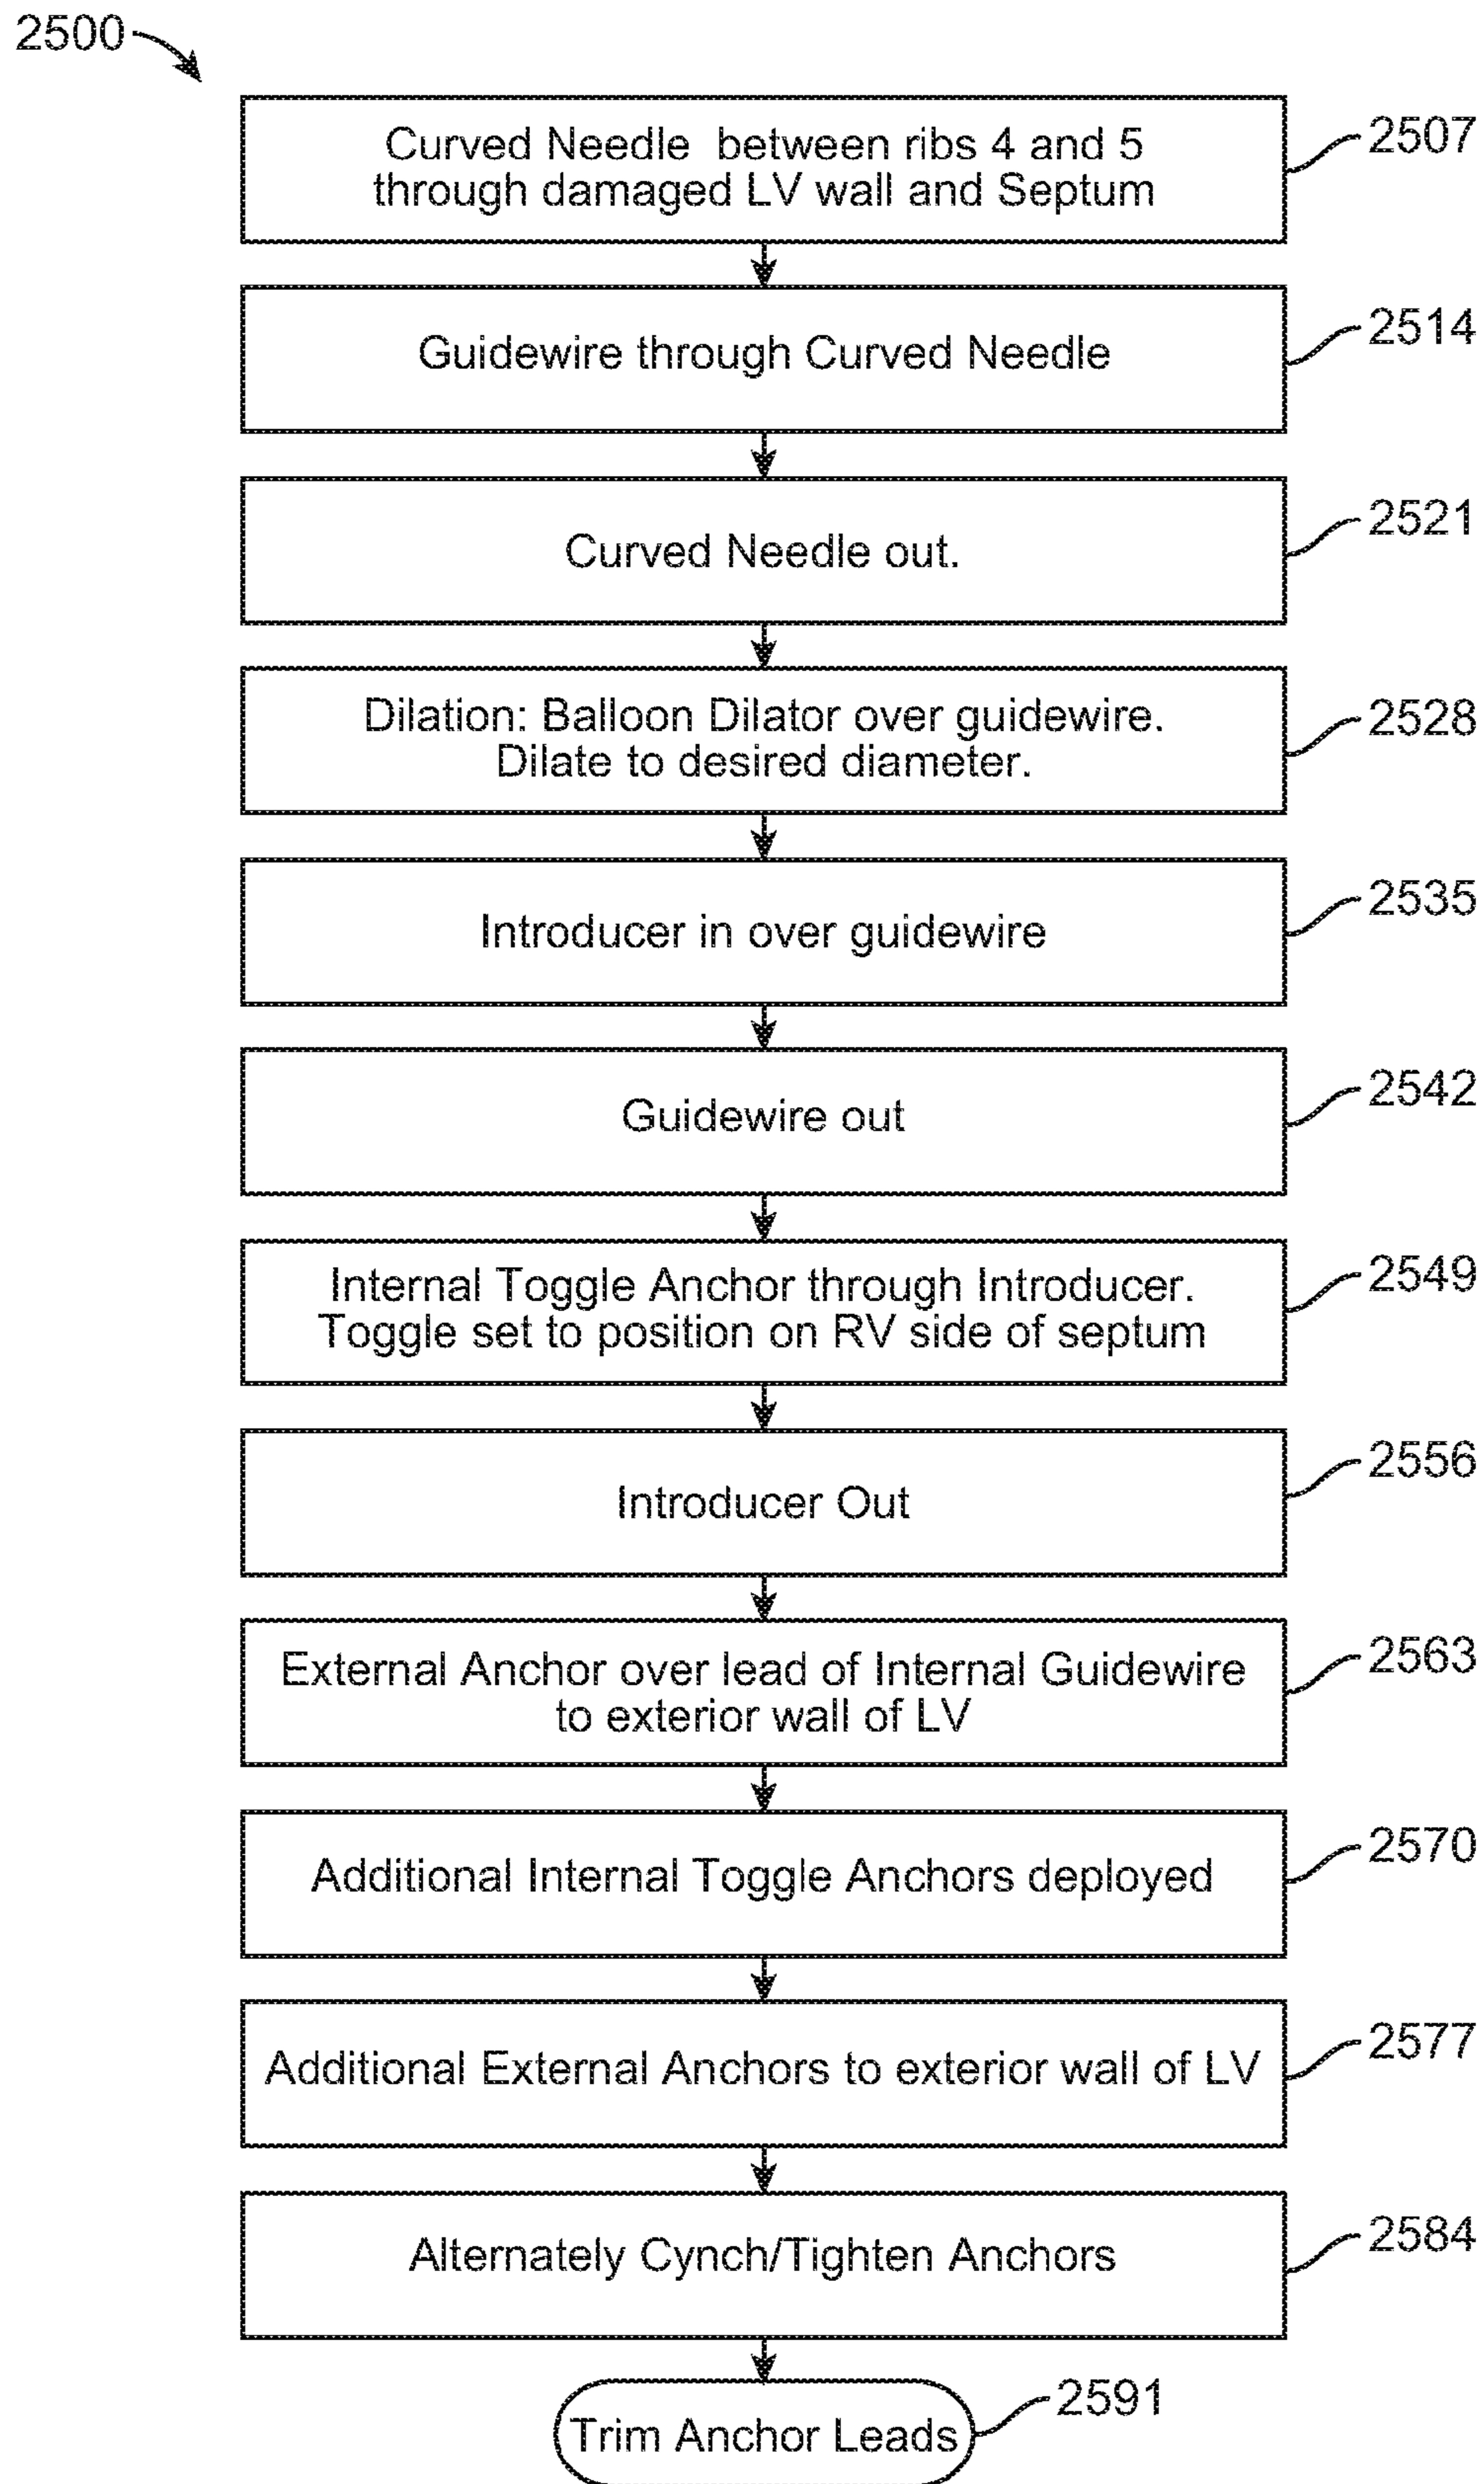 2500
Curved Needle between ribs 4 and 5
through damaged LV wall and Septum
2507
Guidewire through Curved Needle
2514
Curved Needle out.
2521
Dilation: Balloon Dilator over guidewire.
Dilate to desired diameter.
2528
Introducer in over guidewire
2535
Guidewire out
2542
Internal Toggle Anchor through Introducer.
Toggle set to position on RV side of septum
2549
Introducer Out
2556
External Anchor over lead of Internal Guidewire
to exterior wall of LV
2563
Additional Internal Toggle Anchors deployed
2570
Additional External Anchors to exterior wall of LV
2577
Alternately Cynch/Tighten Anchors
2584
Trim Anchor Leads
2591